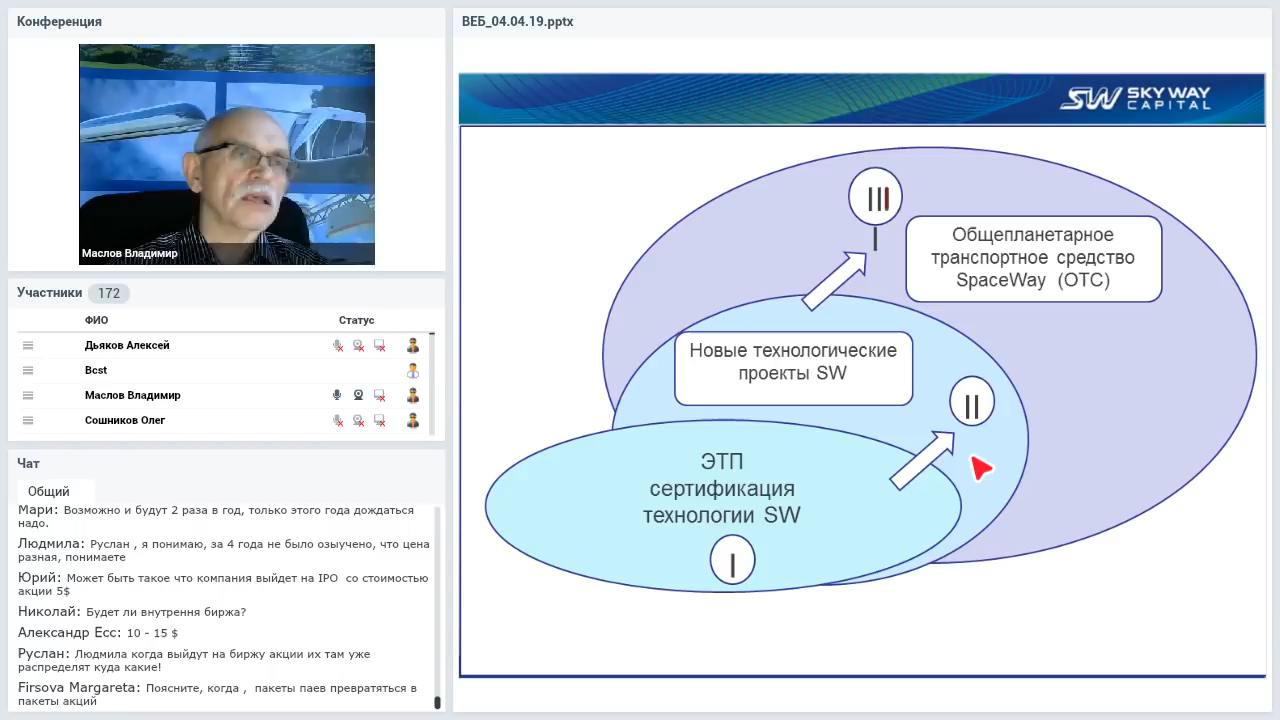 Конференция
Маслов Владимир
Участники 172
ФИО Статус
Дьяков Алексей
Bcst
Маслов Владимир
Сошников Олег
Чат
Общий
Мари: Возможно и будут 2 раза в год, только этого года дождаться
надо.
Людмила: Руслан , я понимаю, за 4 года не было озыучено, что цена
разная, понимаете
Юрий: Может быть такое что компания выйдет на IPO со стоимостью
акции 5$
Николай: Будет ли внутрення биржа?
Александр Есс: 10 - 15 $
Руслан: Людмила когда выйдут на биржу акции их там уже
распределят куда какие!
Firsova Margareta: Поясните, когда , пакеты паев превратяться в
пакеты акций
ВЕБ_04.04.19.pptx
SW SKY WAY
CAPITAL
III
Общепланетарное
транспортное средство
SpaceWay (ОТС)
Новые технологические
проекты SW
II
ЭТП
сертификация
технологии SW
I